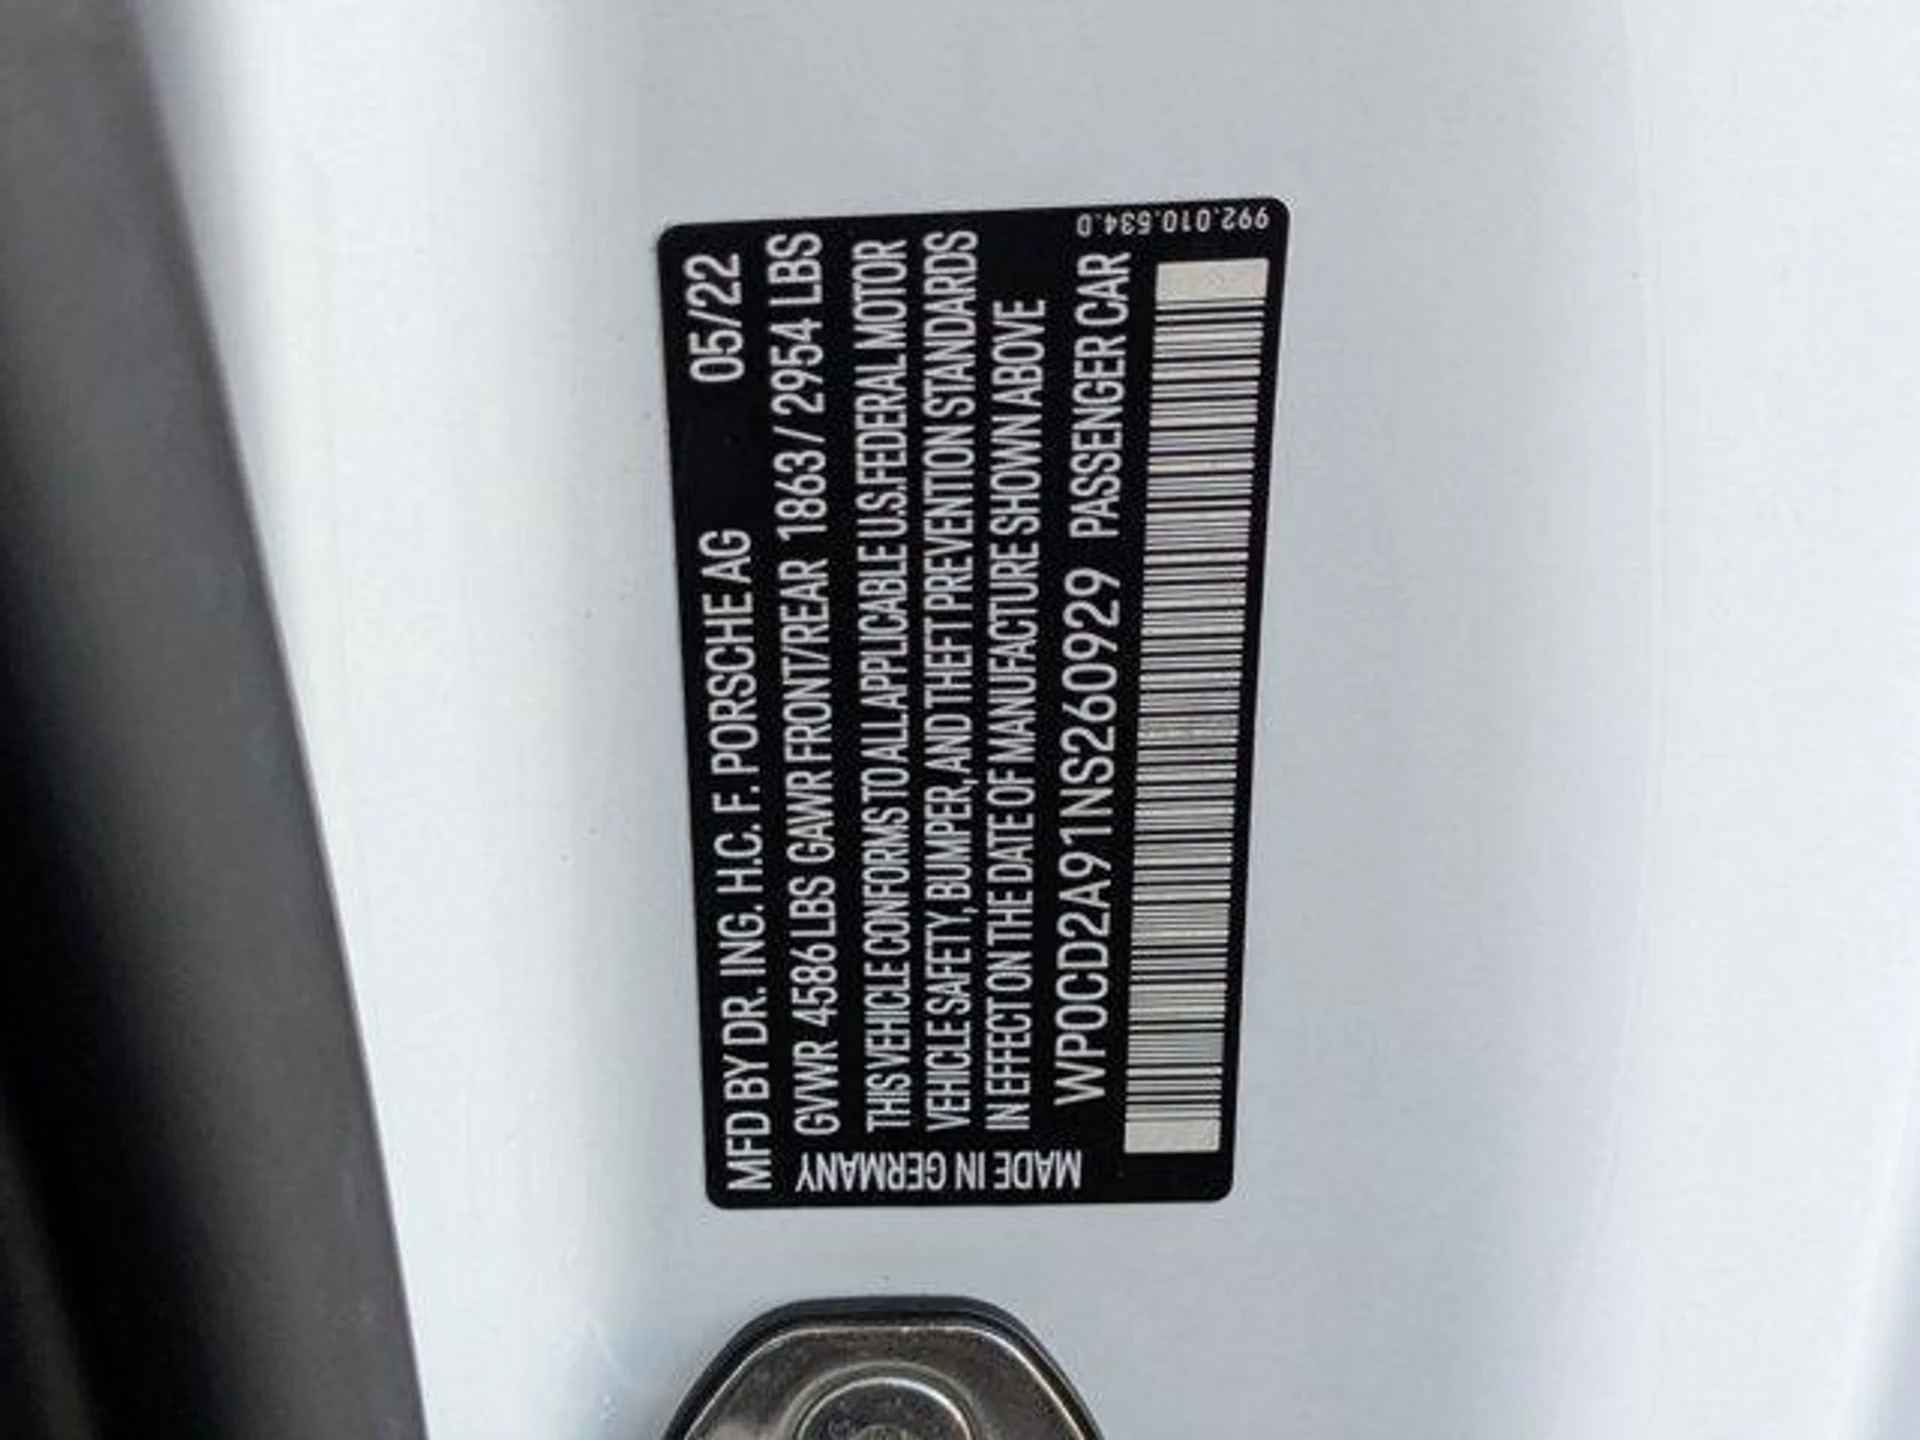 MFD BY DR. ING. H.C. F. PORSCHE AG 05/22
GVWR 4586 LBS GAWR FRONT/REAR 1863 / 2954 LBS
THIS VEHICLE CONFORMS TO ALL APPLICABLE U.S. FEDERAL MOTOR
VEHICLE SAFETY, BUMPER, AND THEFT PREVENTION STANDARDS
IN EFFECT ON THE DATE OF MANUFACTURE SHOWN ABOVE
WP0CD2A91NS260929 PASSENGER CAR
MADE IN GERMANY
992.010.534.D